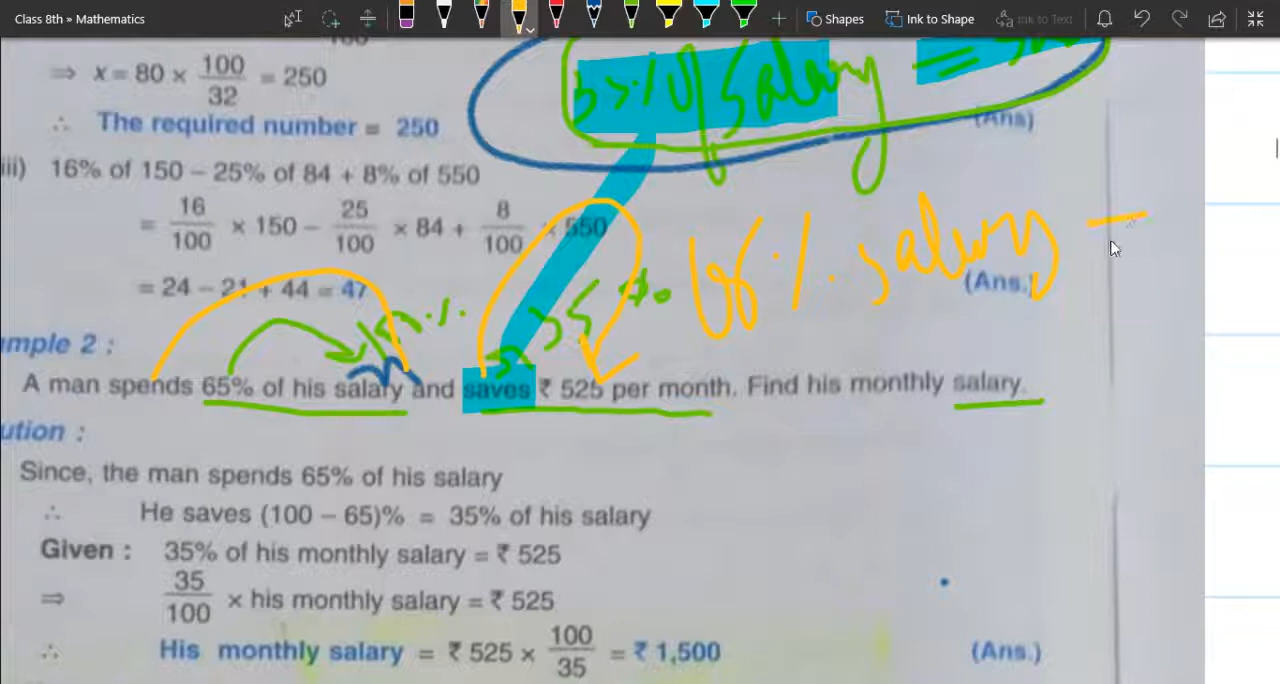 Class 8th » Mathematics
Shapes Ink to Shape Ink to Text
⇒ x = 80 × 100/32 = 250
35% of salary =
∴ The required number = 250
(Ans)
iii) 16% of 150 − 25% of 84 + 8% of 550
= 16/100 × 150 − 25/100 × 84 + 8/100 × 550
salary −
= 24 − 21 + 44 = 47
(Ans.)
35%
mple 2 :
A man spends 65% of his salary and saves ₹ 525 per month. Find his monthly salary.
ution :
Since, the man spends 65% of his salary
∴ He saves (100 − 65)% = 35% of his salary
Given : 35% of his monthly salary = ₹ 525
⇒ 35/100 × his monthly salary = ₹ 525
∴ His monthly salary = ₹ 525 × 100/35 = ₹ 1,500 (Ans.)